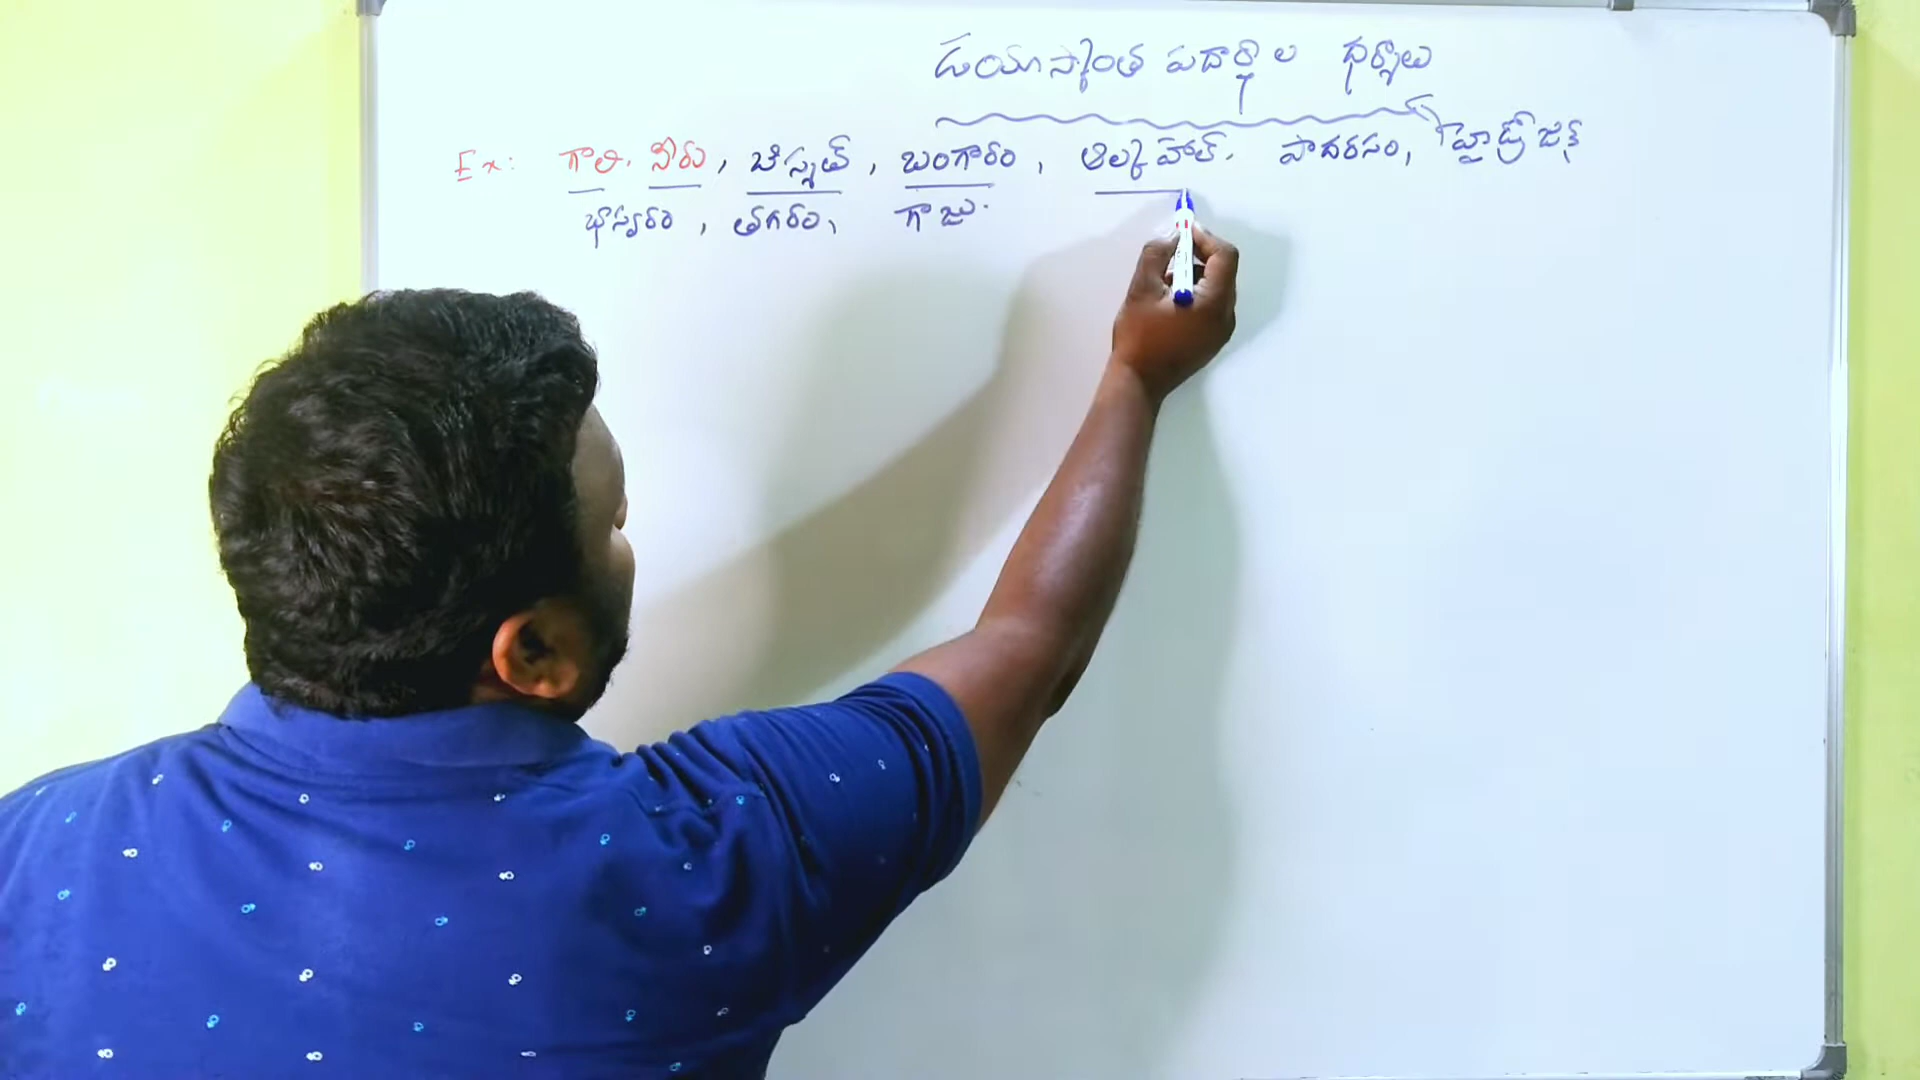 డయాస్కాంత పదార్థాల ధర్మాలు
Ex: గాలి. నీరు, బిస్మత్, బంగారం, ఆల్కహాల్. పాదరసం, హైడ్రోజన్
భాస్వరం, తగరం, గాజు.